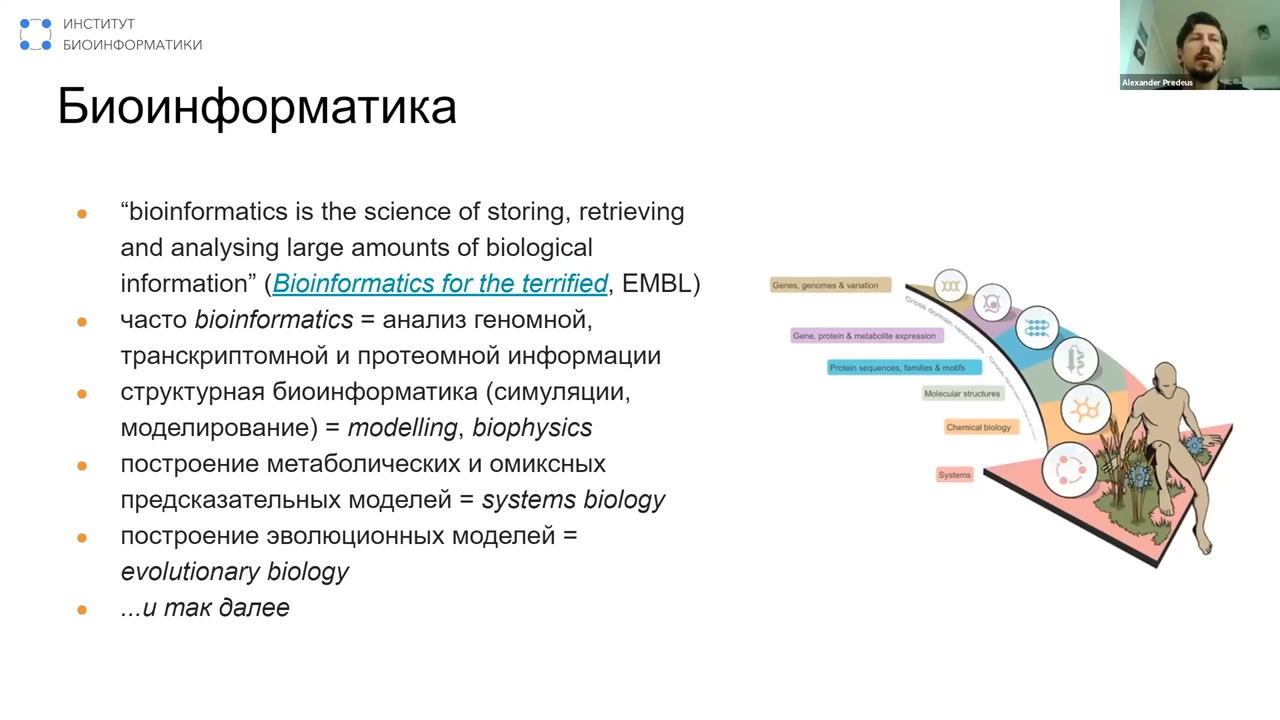 ИНСТИТУТ
БИОИНФОРМАТИКИ
Alexander Predeus
Биоинформатика
“bioinformatics is the science of storing, retrieving
and analysing large amounts of biological
information” (Bioinformatics for the terrified, EMBL)
часто bioinformatics = анализ геномной,
транскриптомной и протеомной информации
структурная биоинформатика (симуляции,
моделирование) = modelling, biophysics
построение метаболических и омиксных
предсказательных моделей = systems biology
построение эволюционных моделей =
evolutionary biology
...и так далее
Genes, genomes & variation
Gene, protein & metabolite expression
Protein sequences, families & motifs
Molecular structures
Chemical biology
Systems
Cross domain resources